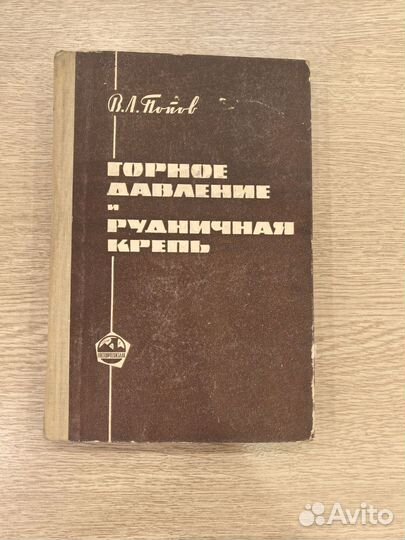 В.Л. Попов
ГОРНОЕ
ДАВЛЕНИЕ
и
РУДНИЧНАЯ
КРЕПЬ
Avito